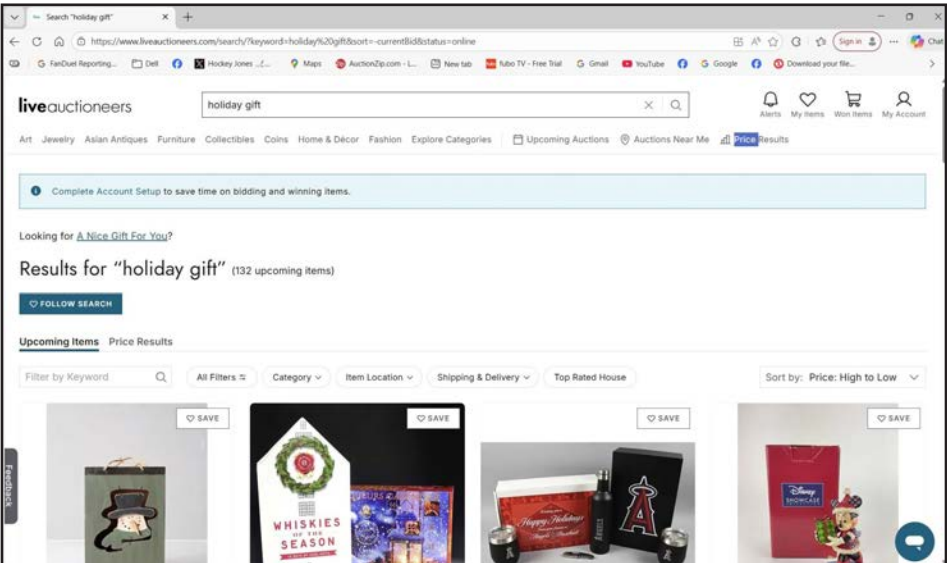 Search "holiday gift"
https://www.liveauctioneers.com/search/?keyword=holiday%20gift&sort=-currentBid&status=online
Sign in
Chat
FanDuel Reporting... Dell Hockey Jones ...(... Maps AuctionZip.com - L... New tab fubo TV - Free Trial Gmail YouTube Google Download your file...
liveauctioneers
holiday gift
Alerts My Items Won Items My Account
Art Jewelry Asian Antiques Furniture Collectibles Coins Home & Décor Fashion Explore Categories Upcoming Auctions Auctions Near Me Price Results
Complete Account Setup to save time on bidding and winning items.
Looking for A Nice Gift For You?
Results for "holiday gift" (132 upcoming items)
FOLLOW SEARCH
Upcoming Items Price Results
Filter by Keyword All Filters Category Item Location Shipping & Delivery Top Rated House Sort by: Price: High to Low
SAVE SAVE SAVE SAVE
Feedback
WHISKIES
OF THE
SEASON
Happy Holidays
A
Disney
SHOWCASE